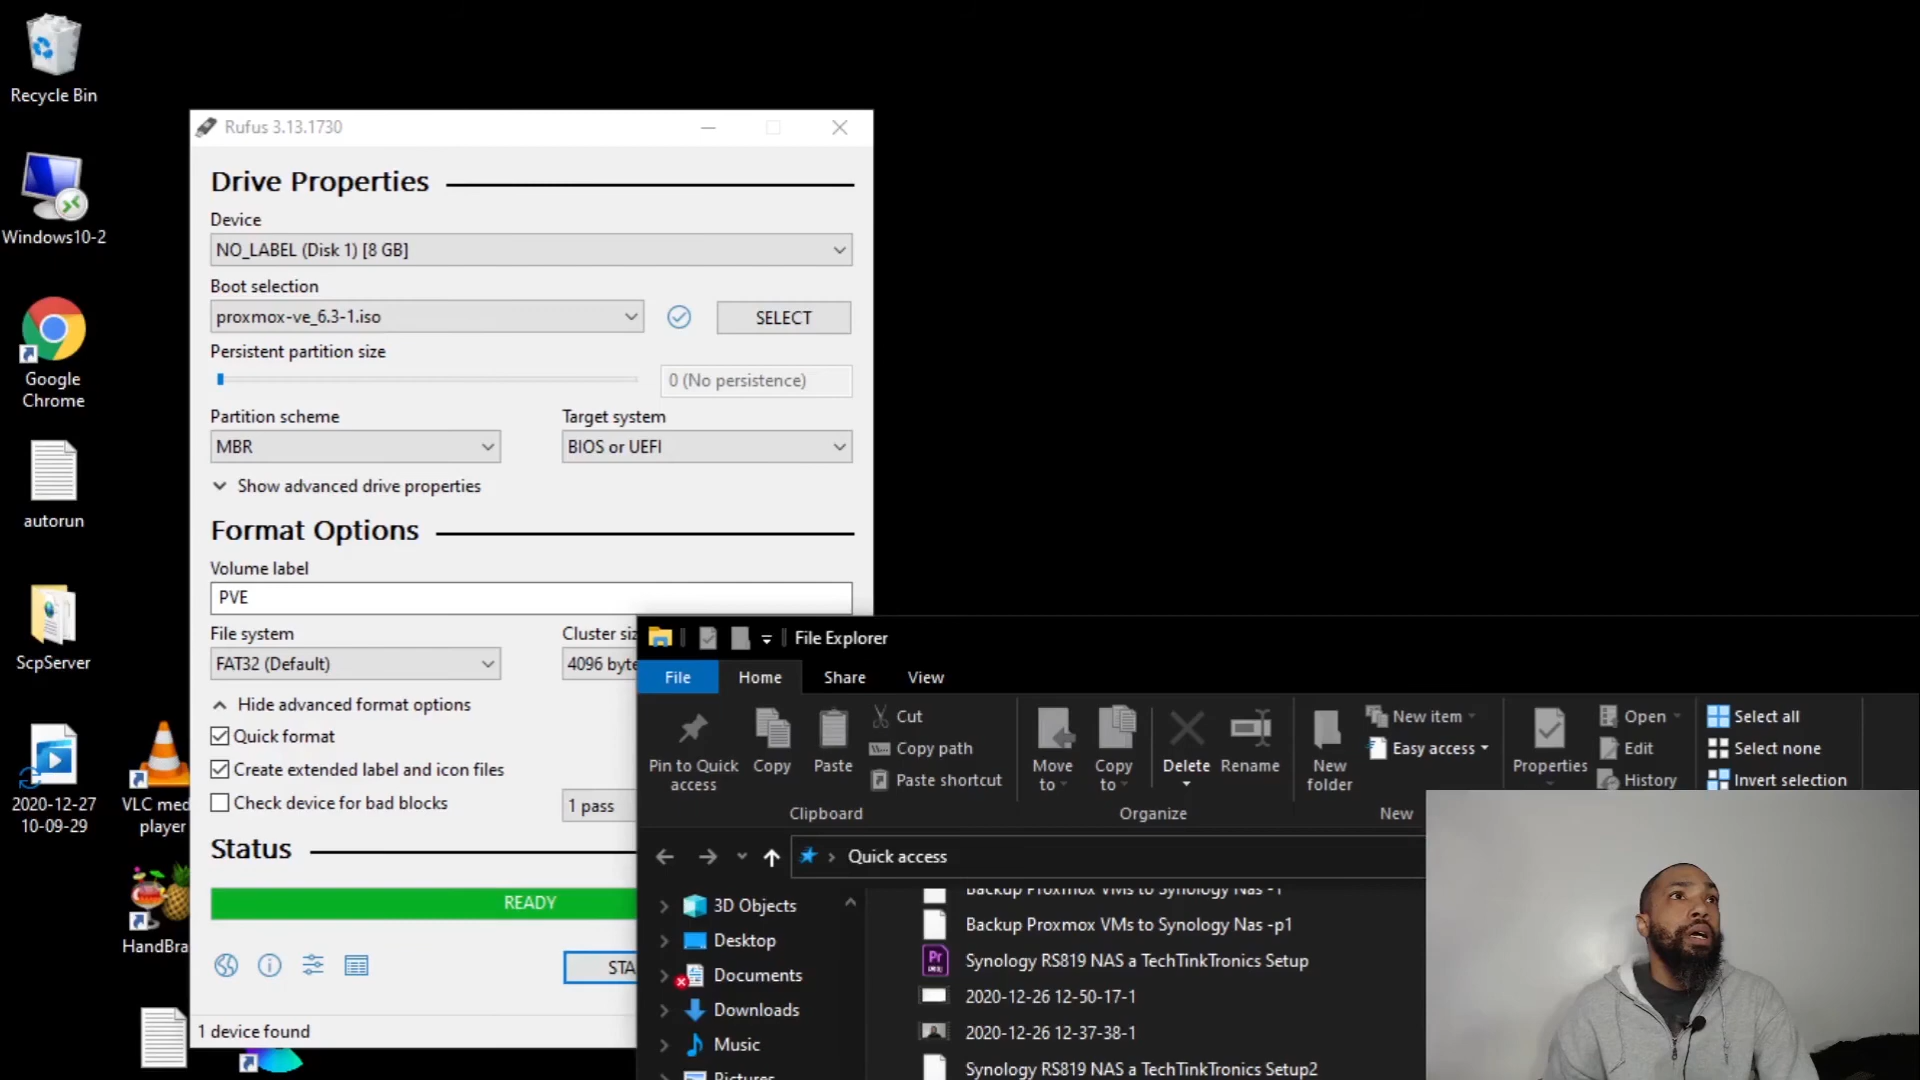 Recycle Bin
Windows10-2
Google
Chrome
autorun
ScpServer
2020-12-27
10-09-29
VLC med
player
HandBra
Rufus 3.13.1730
Drive Properties
Device
NO_LABEL (Disk 1) [8 GB]
Boot selection
proxmox-ve_6.3-1.iso
SELECT
Persistent partition size
0 (No persistence)
Partition scheme
Target system
MBR
BIOS or UEFI
Show advanced drive properties
Format Options
Volume label
PVE
File system
Cluster siz
FAT32 (Default)
4096 byte
Hide advanced format options
Quick format
Create extended label and icon files
Check device for bad blocks
1 pass
Status
READY
STA
1 device found
File Explorer
File
Home
Share
View
Pin to Quick
access
Copy
Paste
Cut
Copy path
Paste shortcut
Clipboard
Move
to
Copy
to
Delete
Rename
Organize
New
folder
New item
Easy access
New
Properties
Open
Edit
History
Select all
Select none
Invert selection
Quick access
3D Objects
Desktop
Documents
Downloads
Music
Pictures
Backup Proxmox VMs to Synology Nas -1
Backup Proxmox VMs to Synology Nas -p1
Pr
Synology RS819 NAS a TechTinkTronics Setup
2020-12-26 12-50-17-1
2020-12-26 12-37-38-1
Synology RS819 NAS a TechTinkTronics Setup2